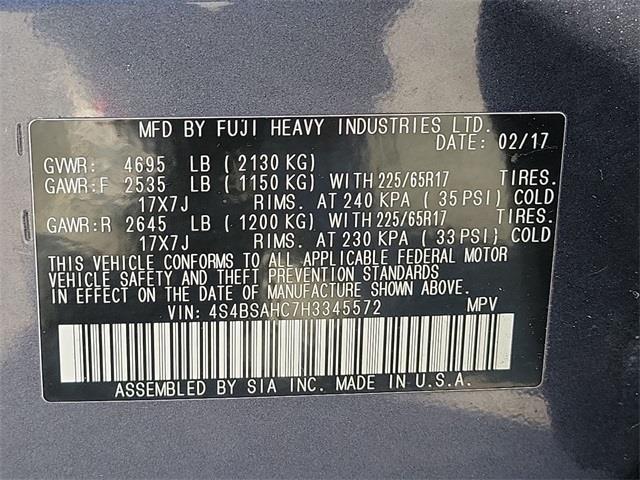 MFD BY FUJI HEAVY INDUSTRIES LTD.
DATE: 02/17
GVWR: 4695 LB (2130 KG)
GAWR:F 2535 LB (1150 KG) WITH 225/65R17 TIRES.
17X7J RIMS. AT 240 KPA ( 35 PSI) COLD
GAWR:R 2645 LB (1200 KG) WITH 225/65R17 TIRES.
17X7J RIMS. AT 230 KPA ( 33 PSI) COLD
THIS VEHICLE CONFORMS TO ALL APPLICABLE FEDERAL MOTOR
VEHICLE SAFETY AND THEFT PREVENTION STANDARDS
IN EFFECT ON THE DATE OF MANUFACTURE SHOWN ABOVE.
VIN: 4S4BSAHC7H3345572 MPV
ASSEMBLED BY SIA INC. MADE IN U.S.A.